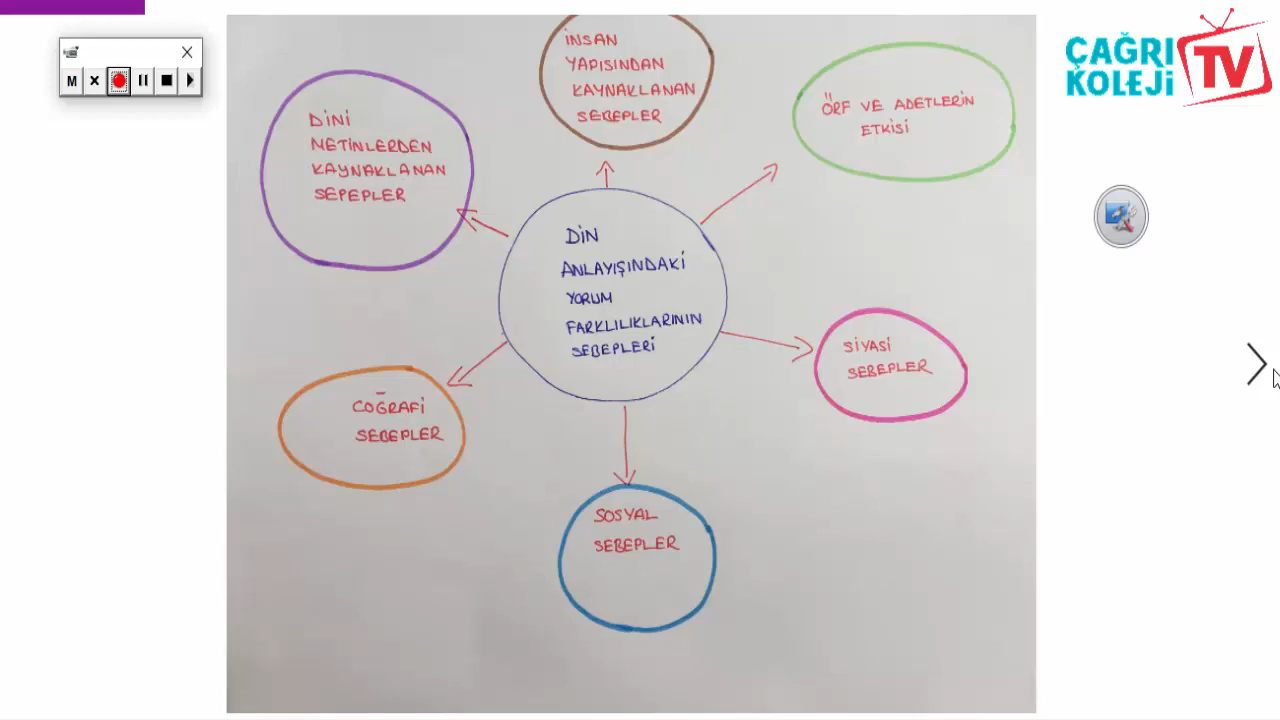 M
ÇAĞRI
KOLEJİ
TV
İNSAN
YAPISINDAN
KAYNAKLANAN
SEBEPLER
ÖRF VE ADETLERİN
ETKİSİ
DİNİ
METİNLERDEN
KAYNAKLANAN
SEPEPLER
DİN
ANLAYIŞINDAKİ
YORUM
FARKLILIKLARININ
SEBEPLERİ
SİYASİ
SEBEPLER
COĞRAFİ
SEBEPLER
SOSYAL
SEBEPLER